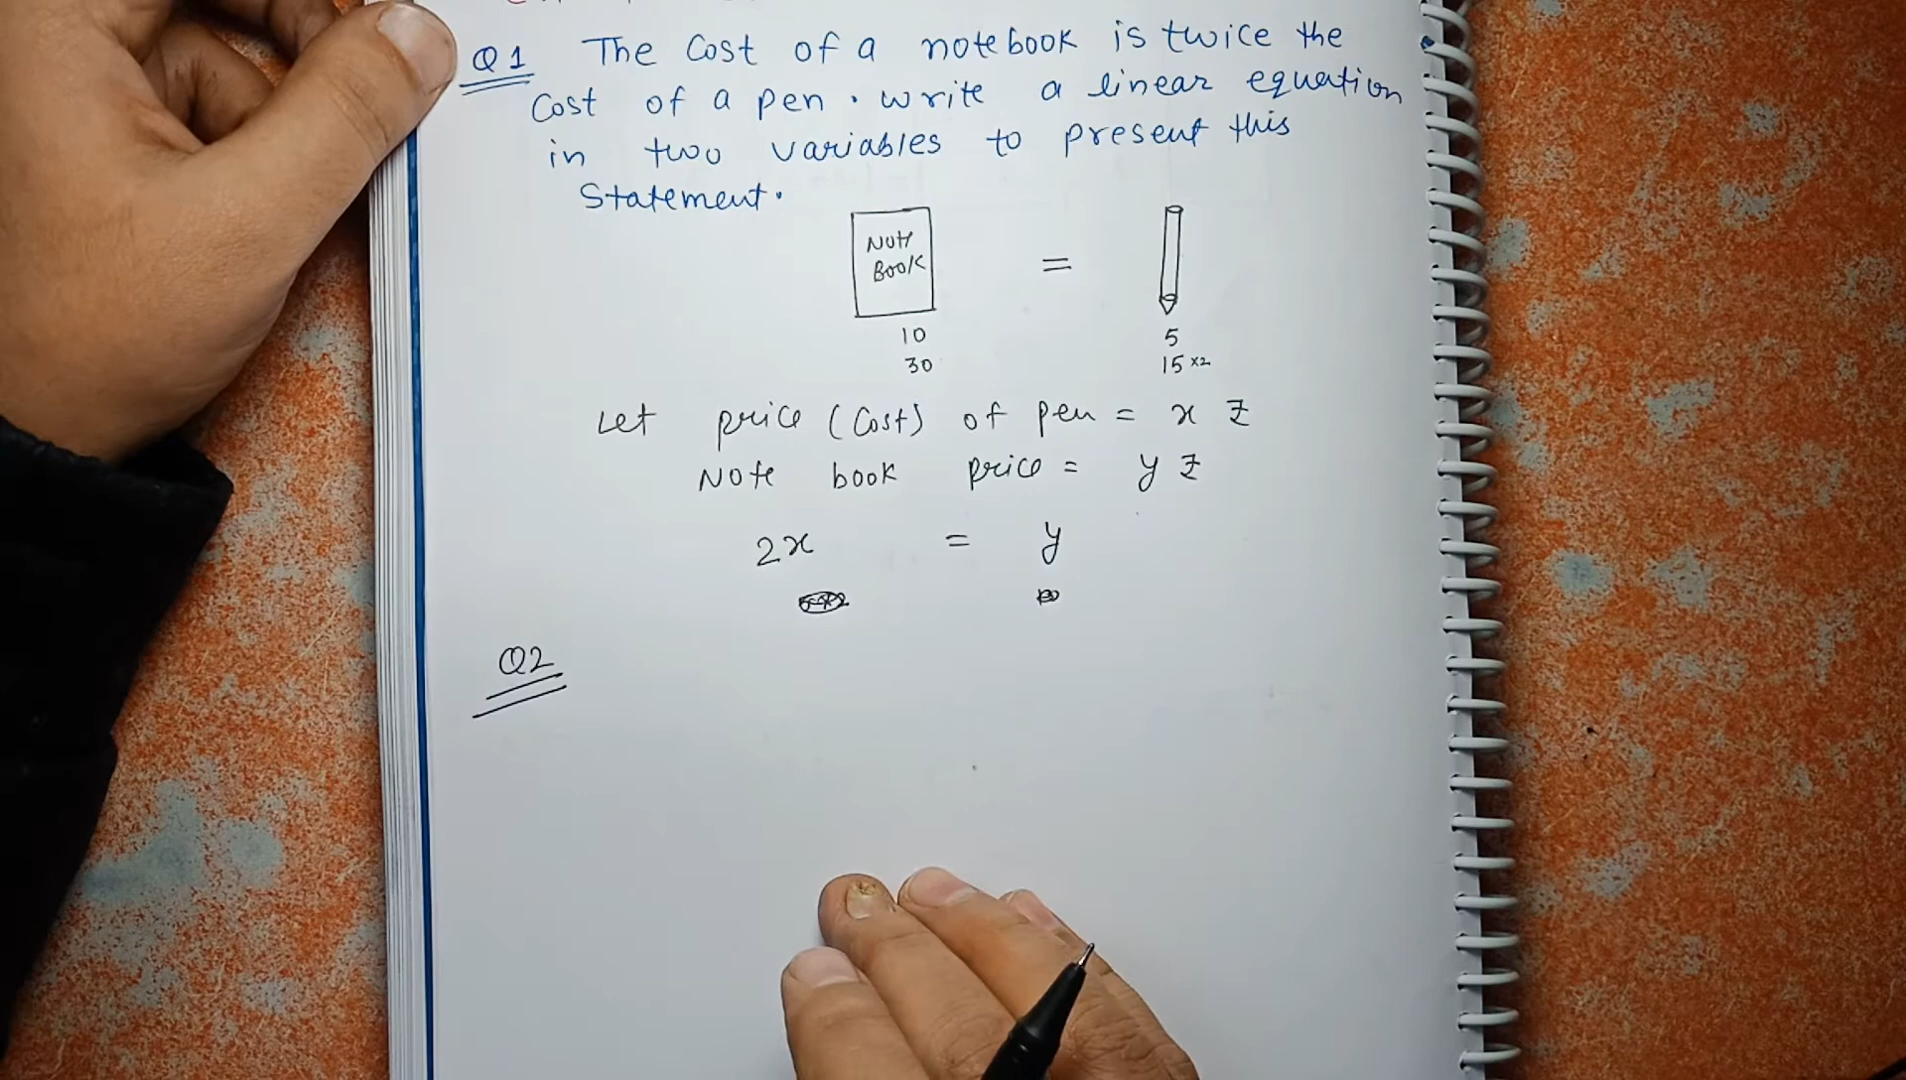 Q1 The Cost of a notebook is twice the
Cost of a pen. write a linear equation
in two variables to present this
Statement.
Note
Book
=
10
5
30
15 x2
Let price (Cost) of pen = x ₹
Note book price = y ₹
2x = y
Q2